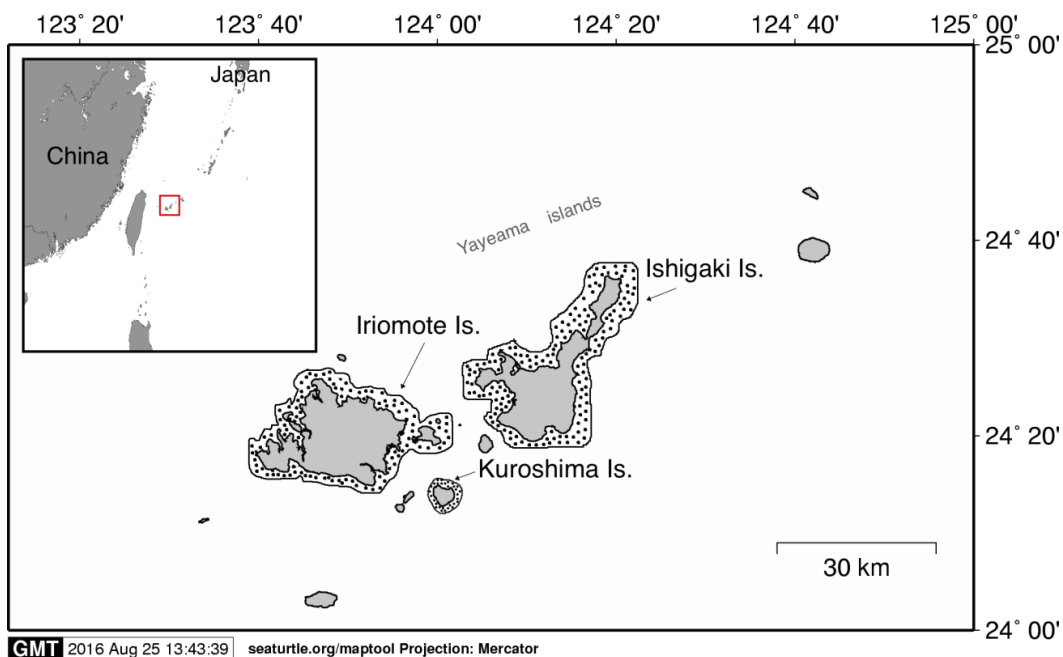 123° 20' 123° 40' 124° 00' 124° 20' 124° 40' 125° 00'
25° 00'
Japan
China
24° 40'
Yayeama islands
Ishigaki Is.
Iriomote Is.
24° 20'
Kuroshima Is.
30 km
24° 00'
GMT 2016 Aug 25 13:43:39 seaturtle.org/maptool Projection: Mercator